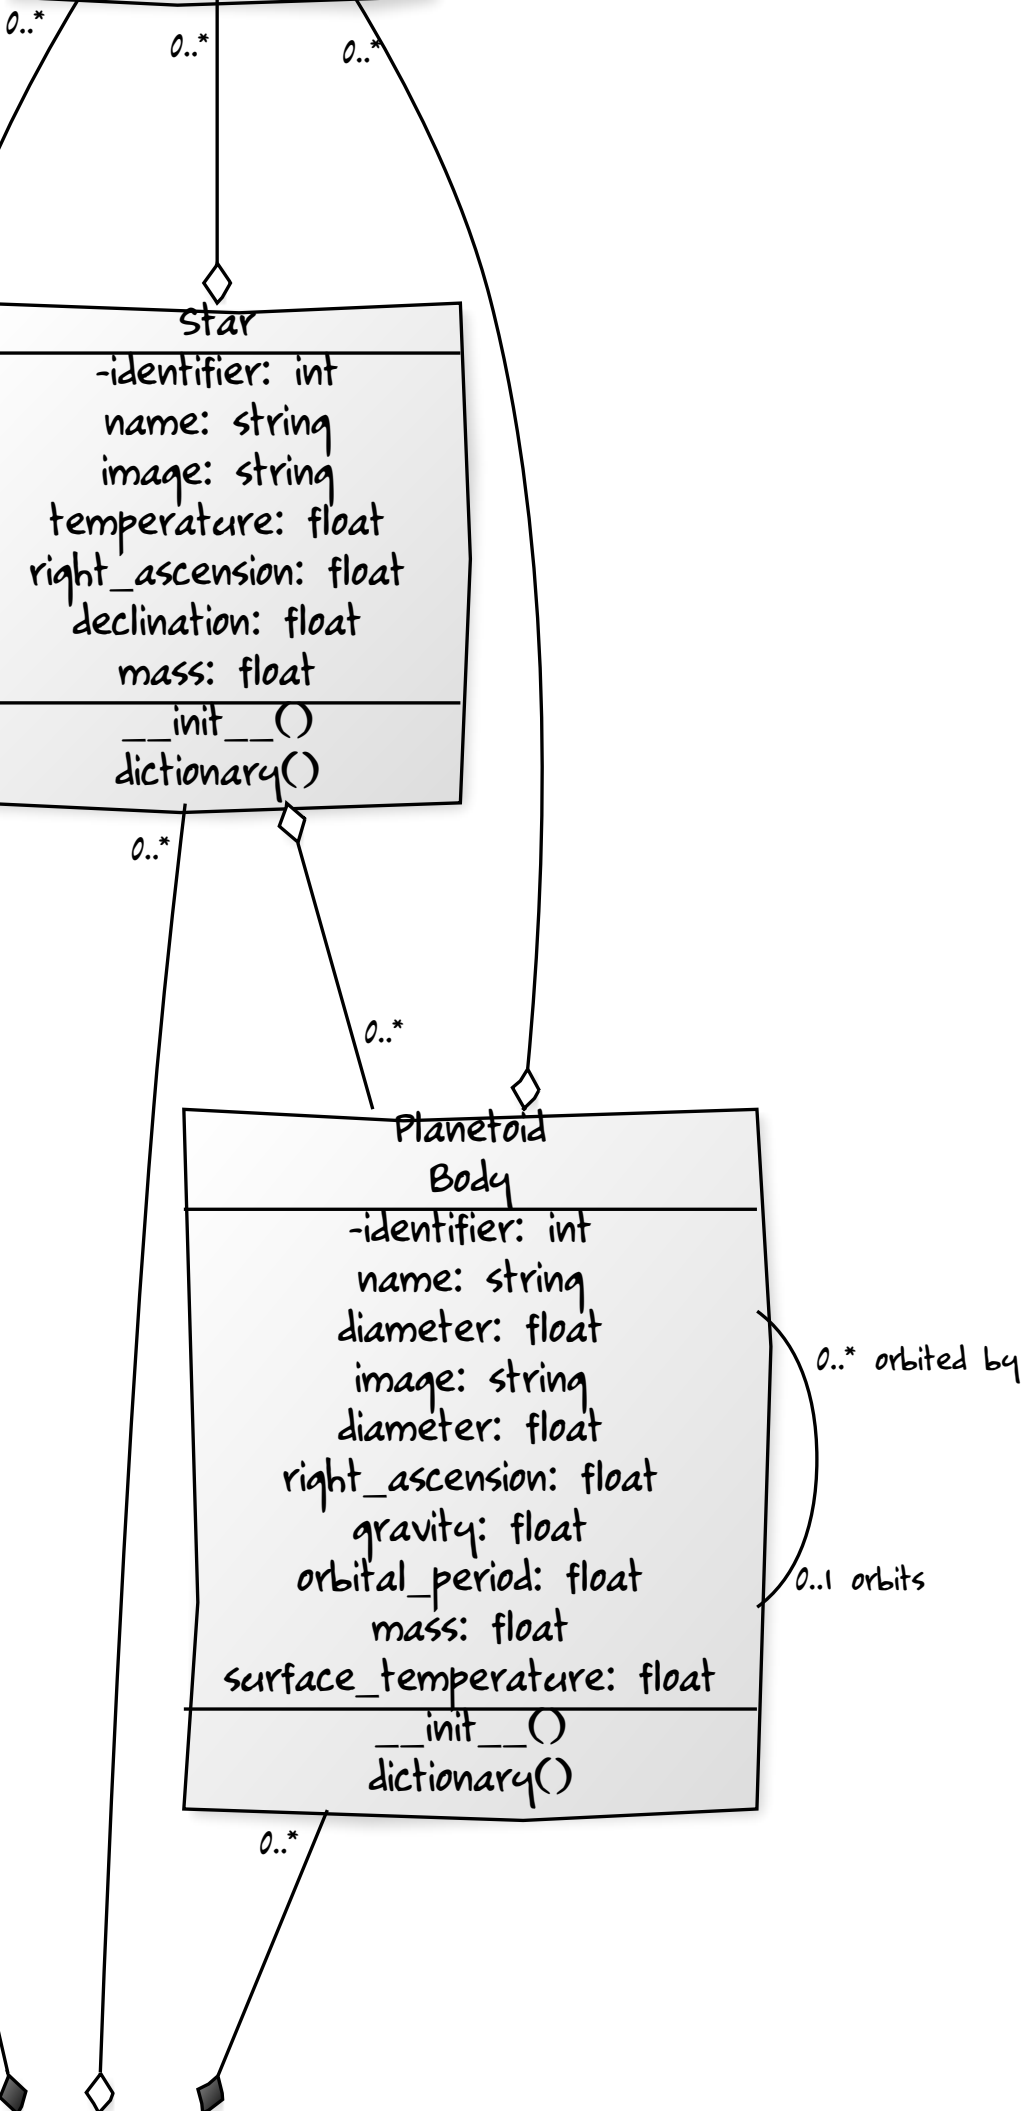 0..*
0..*
0..*
Star
-identifier: int
name: string
image: string
temperature: float
right_ascension: float
declination: float
mass: float
__init__()
dictionary()
0..*
0..*
Planetoid
Body
-identifier: int
name: string
diameter: float
image: string
diameter: float
right_ascension: float
gravity: float
orbital_period: float
mass: float
surface_temperature: float
__init__()
dictionary()
0..* orbited by
0..1 orbits
0..*